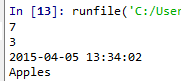 In [13]: runfile('C:/User
7
3
2015-04-05 13:34:02
Apples